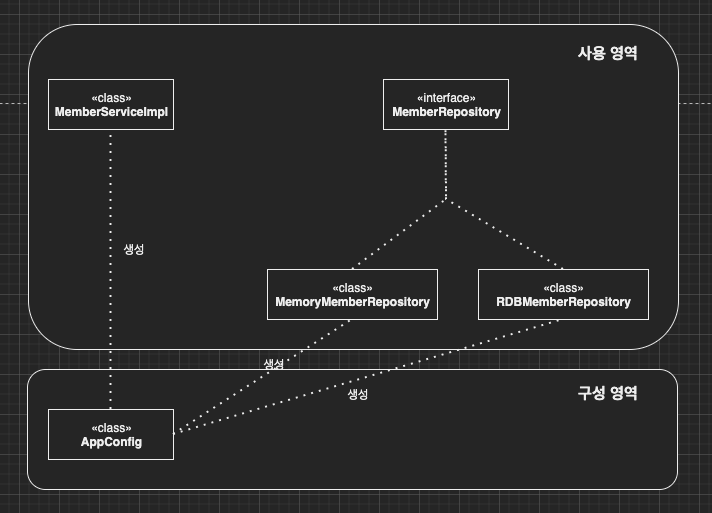 사용 영역
«class»
MemberServiceImpl
«interface»
MemberRepository
생성
«class»
MemoryMemberRepository
«class»
RDBMemberRepository
생성
생성
구성 영역
«class»
AppConfig